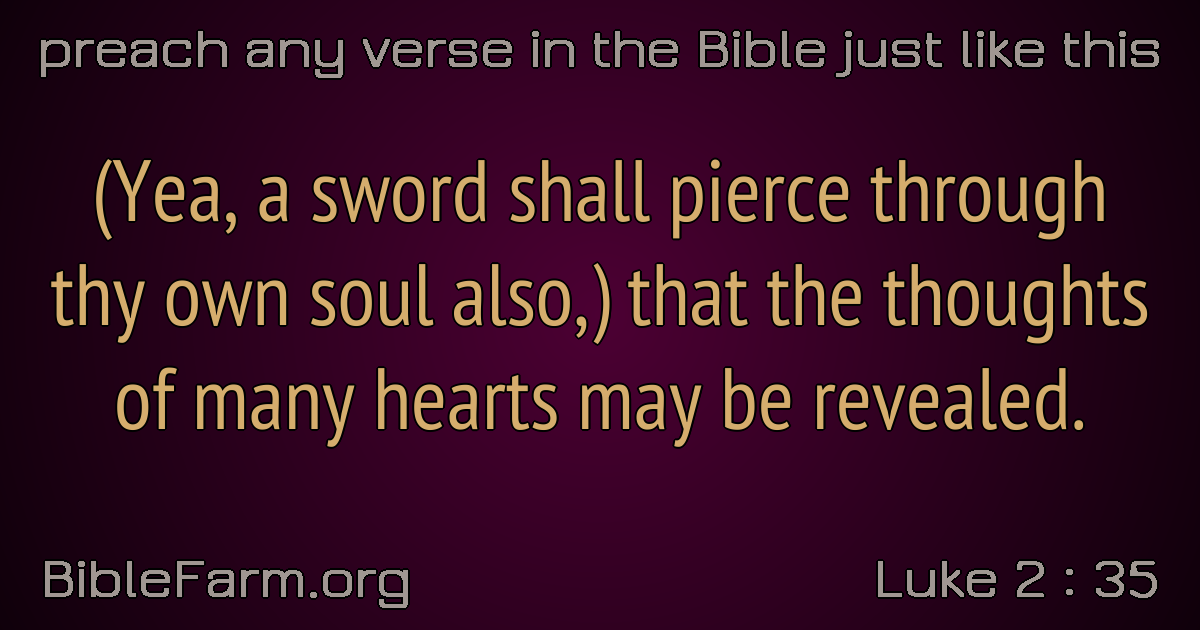 preach any verse in the Bible just like this
(Yea, a sword shall pierce through
thy own soul also,) that the thoughts
of many hearts may be revealed.
BibleFarm.org
Luke 2 : 35